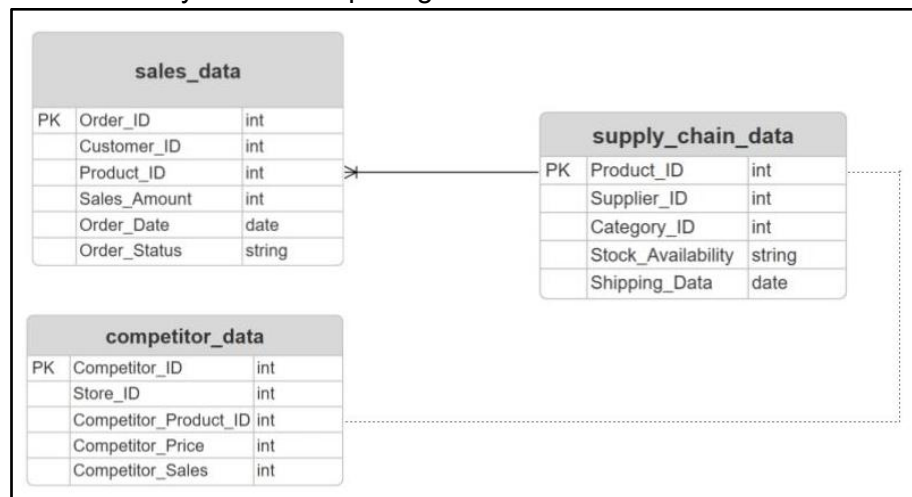 sales_data
PK Order_ID int
Customer_ID int
Product_ID int
Sales_Amount int
Order_Date date
Order_Status string
supply_chain_data
PK Product_ID int
Supplier_ID int
Category_ID int
Stock_Availability string
Shipping_Data date
competitor_data
PK Competitor_ID int
Store_ID int
Competitor_Product_ID int
Competitor_Price int
Competitor_Sales int